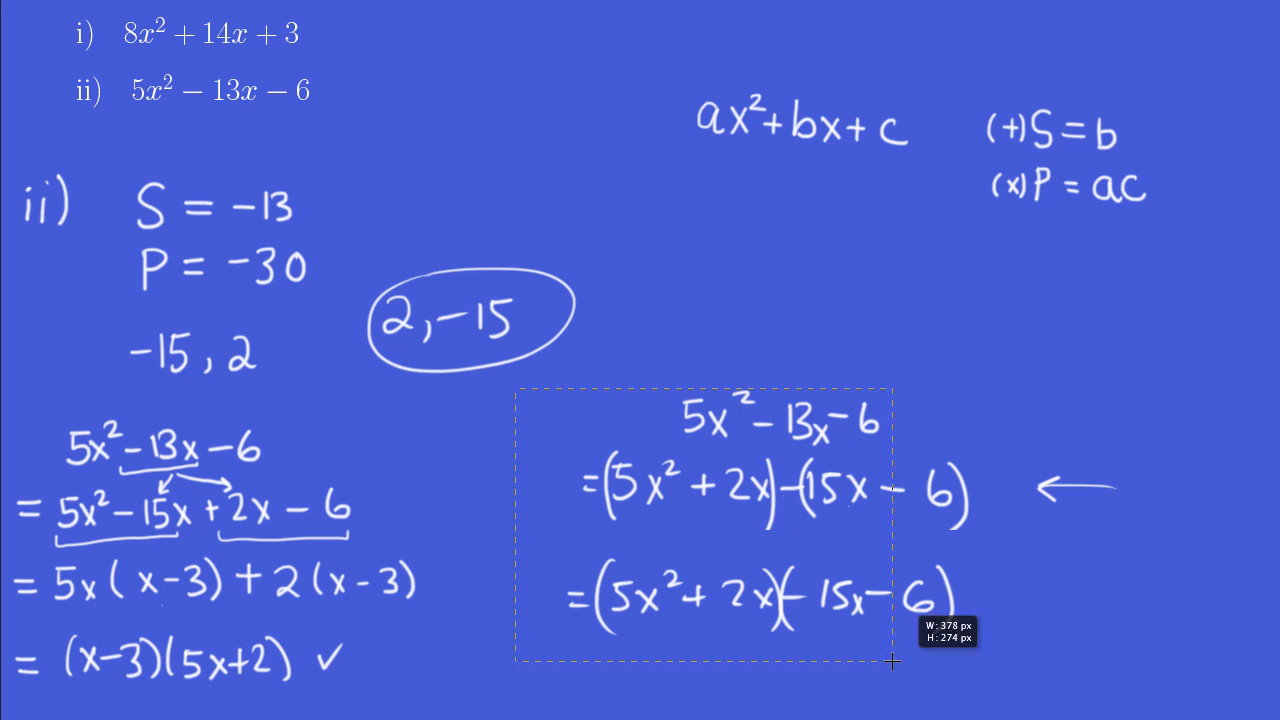 i) 8x² + 14x + 3
ii) 5x² − 13x − 6
ax² + bx + c
(+) S = b
(x) P = ac
ii) S = −13
P = −30
−15, 2
2, −15
5x² − 13x − 6
= 5x² − 15x + 2x − 6
= 5x(x−3) + 2(x−3)
= (x−3)(5x+2) ✓
5x² − 13x − 6
= (5x² + 2x) − (15x − 6) ←
= (5x² + 2x)(− 15x − 6)
W: 378 px
H: 274 px